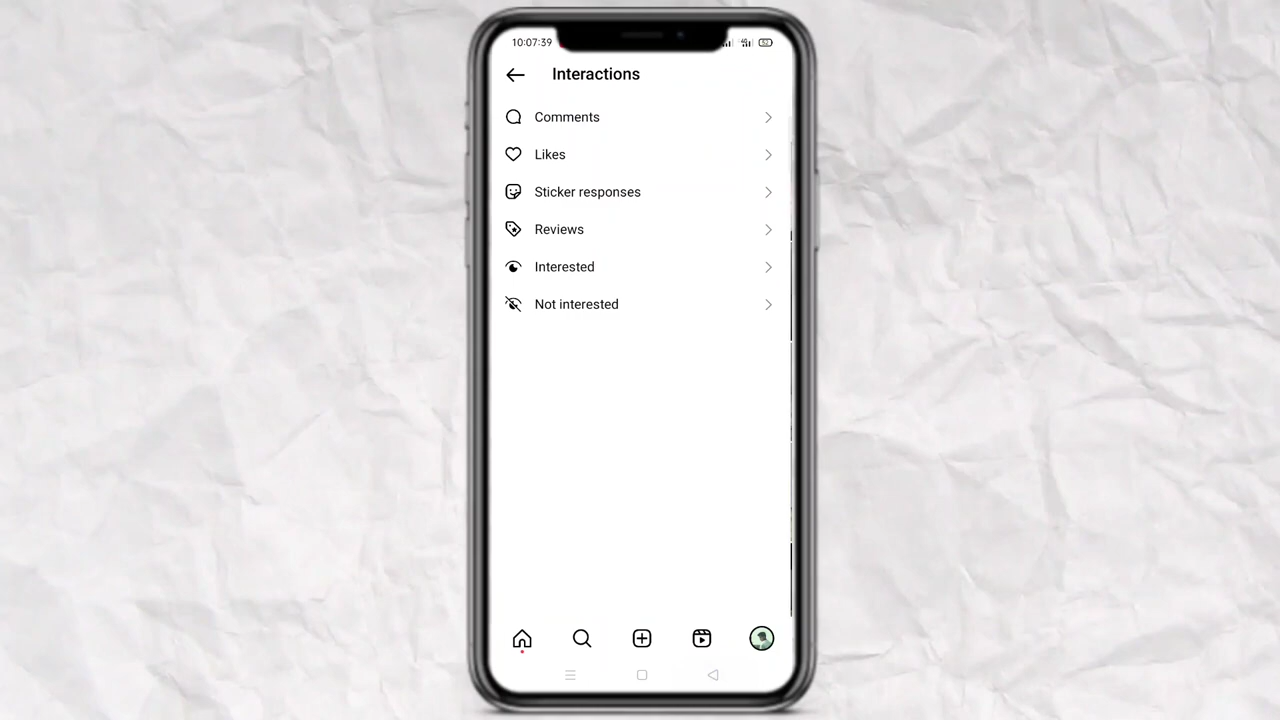 10:07:39
Interactions
Comments
Likes
Sticker responses
Reviews
Interested
Not interested